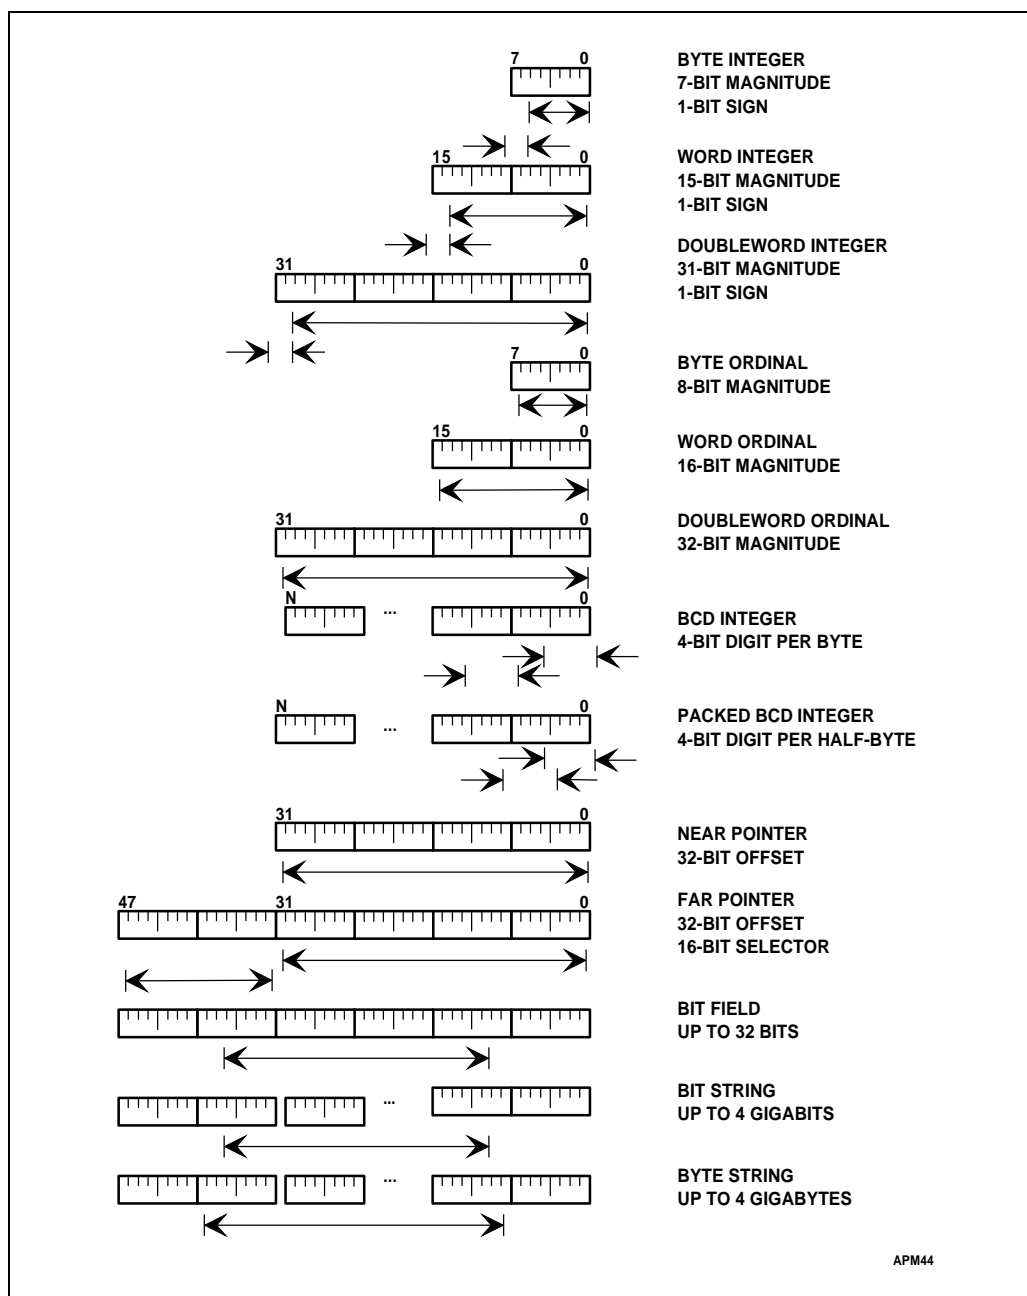 7 0 BYTE INTEGER
7-BIT MAGNITUDE
1-BIT SIGN
15 0 WORD INTEGER
15-BIT MAGNITUDE
1-BIT SIGN
DOUBLEWORD INTEGER
31 0 31-BIT MAGNITUDE
1-BIT SIGN
7 0 BYTE ORDINAL
8-BIT MAGNITUDE
15 0 WORD ORDINAL
16-BIT MAGNITUDE
31 0 DOUBLEWORD ORDINAL
32-BIT MAGNITUDE
N ... 0 BCD INTEGER
4-BIT DIGIT PER BYTE
N ... 0 PACKED BCD INTEGER
4-BIT DIGIT PER HALF-BYTE
31 0 NEAR POINTER
32-BIT OFFSET
47 31 0 FAR POINTER
32-BIT OFFSET
16-BIT SELECTOR
BIT FIELD
UP TO 32 BITS
... BIT STRING
UP TO 4 GIGABITS
... BYTE STRING
UP TO 4 GIGABYTES
APM44